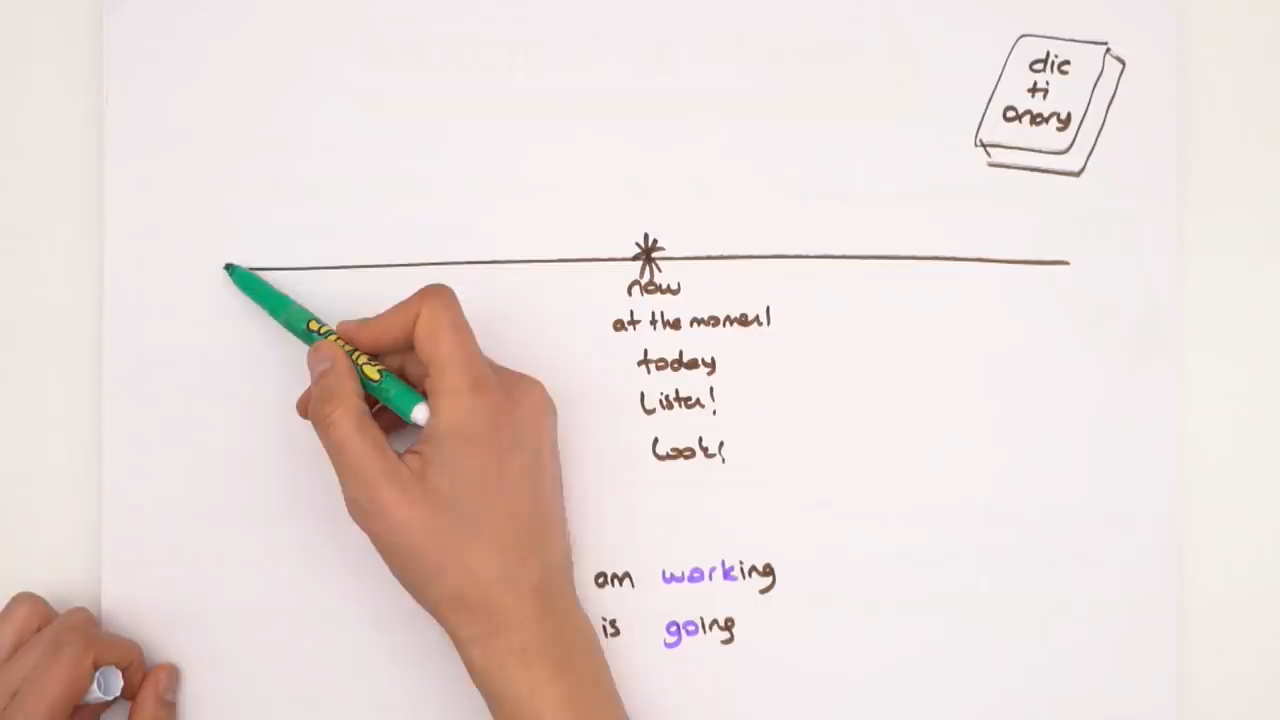 dic
ti
onary
now
at the moment
today
Listen!
Look!
am working
is going